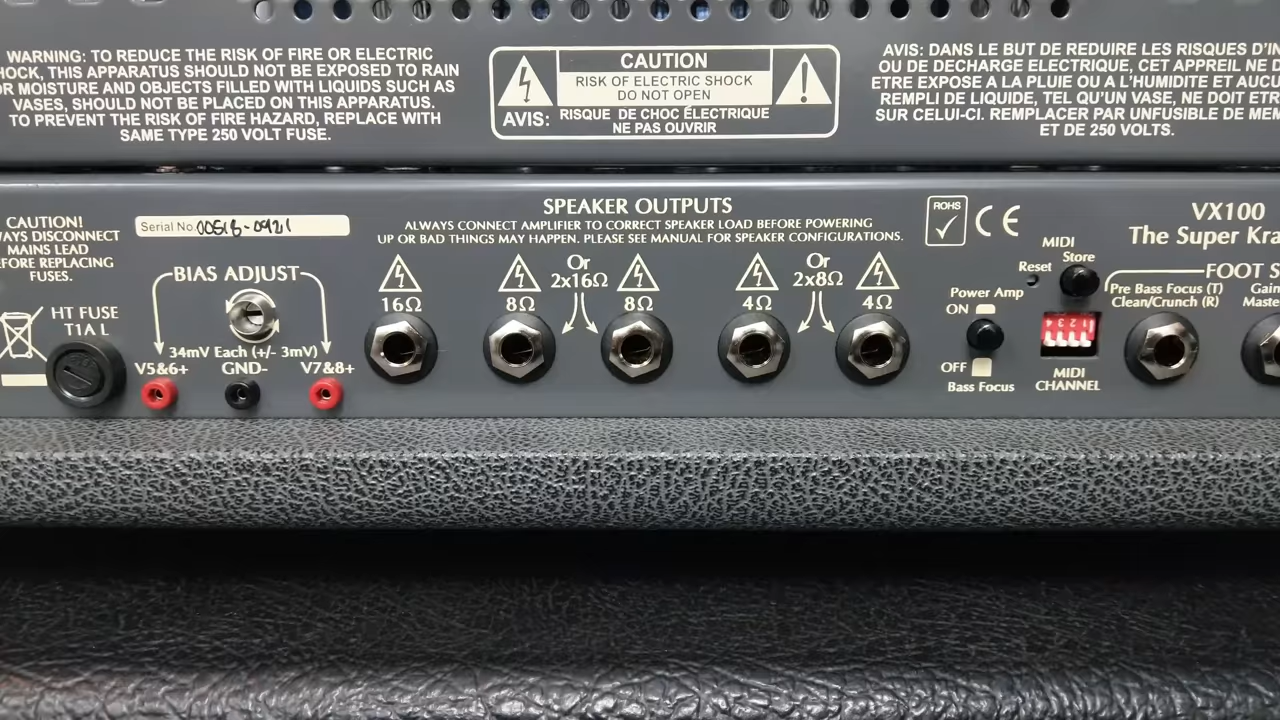 WARNING: TO REDUCE THE RISK OF FIRE OR ELECTRIC
HOCK, THIS APPARATUS SHOULD NOT BE EXPOSED TO RAIN
OR MOISTURE AND OBJECTS FILLED WITH LIQUIDS SUCH AS
VASES, SHOULD NOT BE PLACED ON THIS APPARATUS.
TO PREVENT THE RISK OF FIRE HAZARD, REPLACE WITH
SAME TYPE 250 VOLT FUSE.
CAUTION
RISK OF ELECTRIC SHOCK
DO NOT OPEN
AVIS: RISQUE DE CHOC ÉLECTRIQUE
NE PAS OUVRIR
AVIS: DANS LE BUT DE REDUIRE LES RISQUES D'IN
OU DE DECHARGE ELECTRIQUE, CET APPAREIL NE D
ETRE EXPOSE A LA PLUIE OU A L'HUMIDITE ET AUCU
REMPLI DE LIQUIDE, TEL QU'UN VASE, NE DOIT ETR
SUR CELUI-CI. REMPLACER PAR UNFUSIBLE DE MEM
ET DE 250 VOLTS.
CAUTION!
WAYS DISCONNECT
MAINS LEAD
EFORE REPLACING
FUSES.
HT FUSE
T1A L
Serial No. 00518-0921
BIAS ADJUST
34mV Each (+/- 3mV)
V5&6+ GND- V7&8+
SPEAKER OUTPUTS
ALWAYS CONNECT AMPLIFIER TO CORRECT SPEAKER LOAD BEFORE POWERING
UP OR BAD THINGS MAY HAPPEN. PLEASE SEE MANUAL FOR SPEAKER CONFIGURATIONS.
16Ω
8Ω
Or
2x16Ω
8Ω
4Ω
Or
2x8Ω
4Ω
ROHS
CE
Power Amp
ON
OFF
Bass Focus
MIDI
Reset Store
1 2 3 4
MIDI
CHANNEL
VX100
The Super Kra
FOOT S
Pre Bass Focus (T) Gain
Clean/Crunch (R) Maste